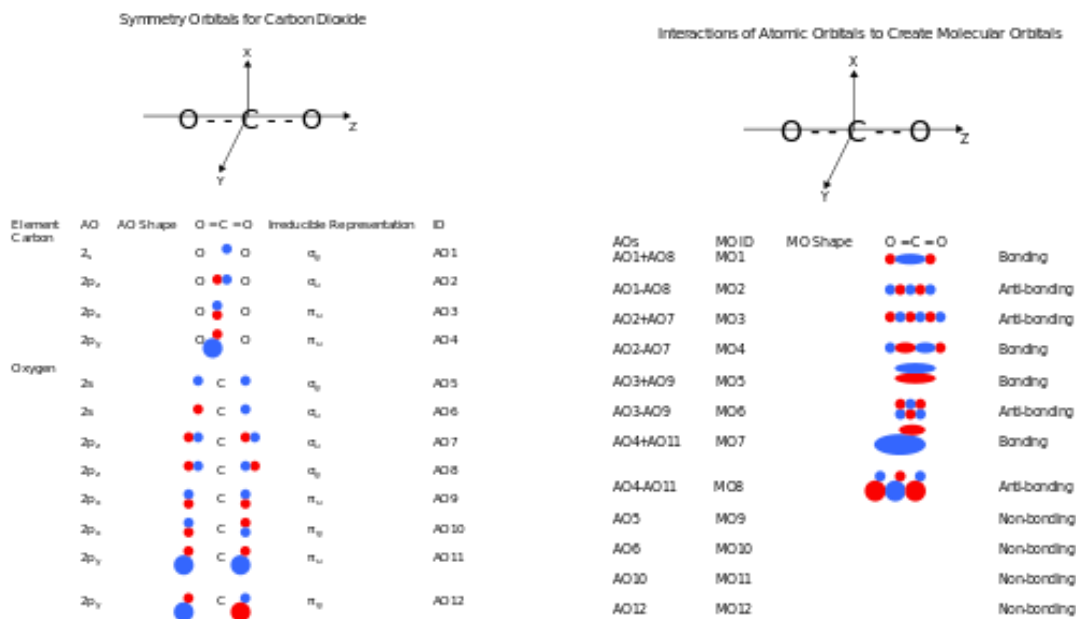 Symmetry Orbitals for Carbon Dioxide
X
O - - C - - O
Z
Y
Element AO AO Shape O =C =O Irreducible Representation ID
Carbon
2s O O σg AO1
2pz O O σu AO2
2px O O πu AO3
2py O O πu AO4
Oxygen
2s C σg AO5
2s C σu AO6
2pz C σu AO7
2pz C σg AO8
2px C πu AO9
2px C πg AO10
2py C πu AO11
2py C πg AO12
Interactions of Atomic Orbitals to Create Molecular Orbitals
X
O - - C - - O
Z
Y
AOs MO ID MO Shape O =C =O
AO1+AO8 MO1 Bonding
AO1-AO8 MO2 Anti-bonding
AO2+AO7 MO3 Anti-bonding
AO2-AO7 MO4 Bonding
AO3+AO9 MO5 Bonding
AO3-AO9 MO6 Anti-bonding
AO4+AO11 MO7 Bonding
AO4-AO11 MO8 Anti-bonding
AO5 MO9 Non-bonding
AO6 MO10 Non-bonding
AO10 MO11 Non-bonding
AO12 MO12 Non-bonding